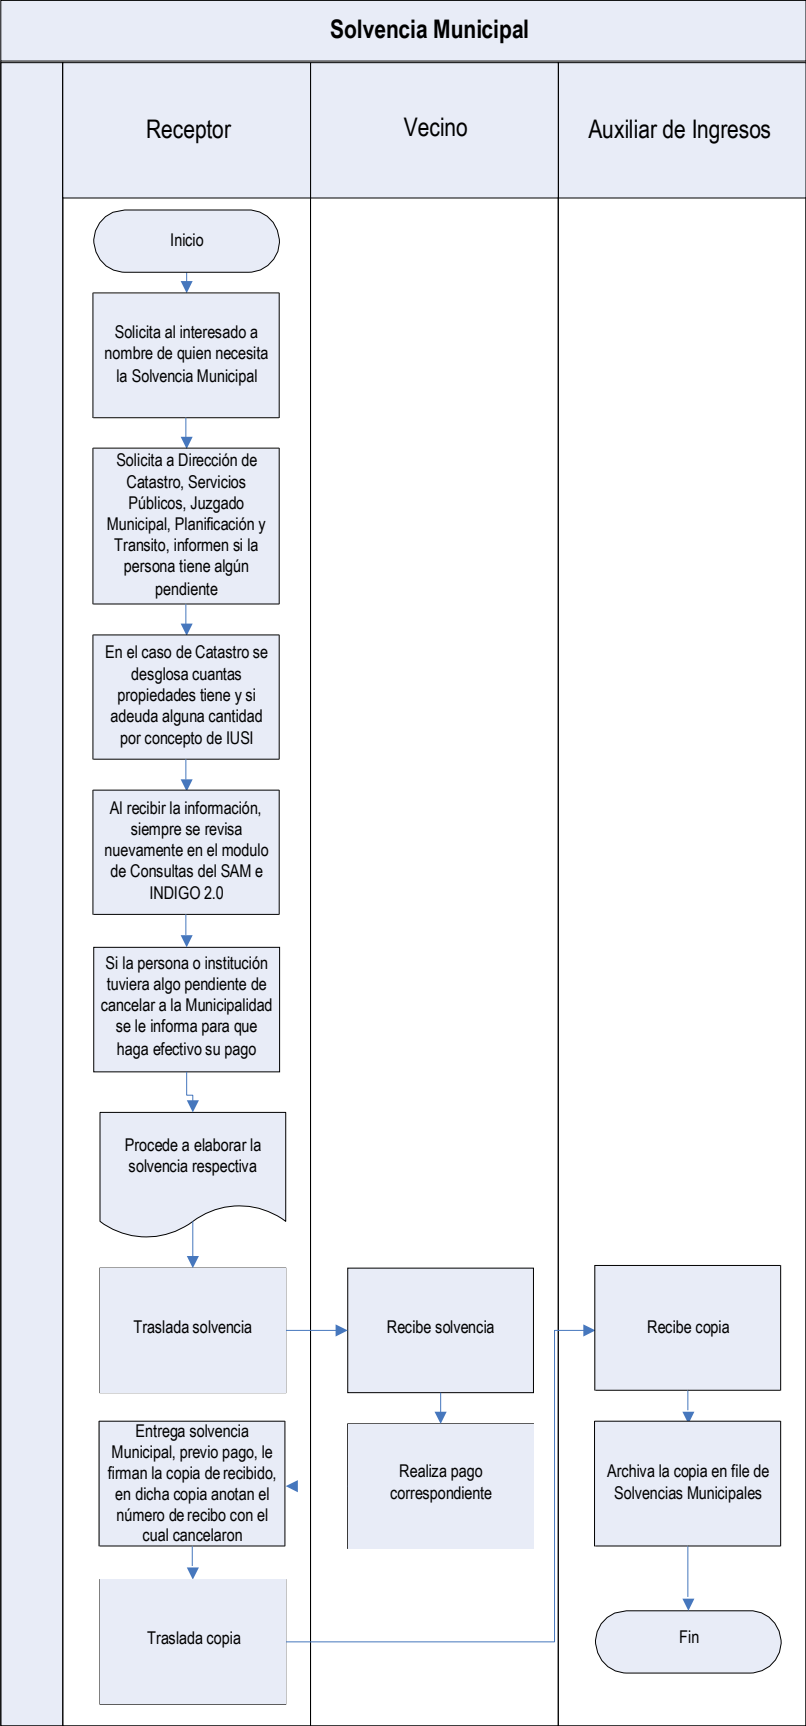 Solvencia Municipal
Receptor
Vecino
Auxiliar de Ingresos
Inicio
Solicita al interesado a
nombre de quien necesita
la Solvencia Municipal
Solicita a Dirección de
Catastro, Servicios
Públicos, Juzgado
Municipal, Planificación y
Transito, informen si la
persona tiene algún
pendiente
En el caso de Catastro se
desglosa cuantas
propiedades tiene y si
adeuda alguna cantidad
por concepto de IUSI
Al recibir la información,
siempre se revisa
nuevamente en el modulo
de Consultas del SAM e
INDIGO 2.0
Si la persona o institución
tuviera algo pendiente de
cancelar a la Municipalidad
se le informa para que
haga efectivo su pago
Procede a elaborar la
solvencia respectiva
Traslada solvencia
Recibe solvencia
Realiza pago
correspondiente
Entrega solvencia
Municipal, previo pago, le
firman la copia de recibido,
en dicha copia anotan el
número de recibo con el
cual cancelaron
Traslada copia
Recibe copia
Archiva la copia en file de
Solvencias Municipales
Fin